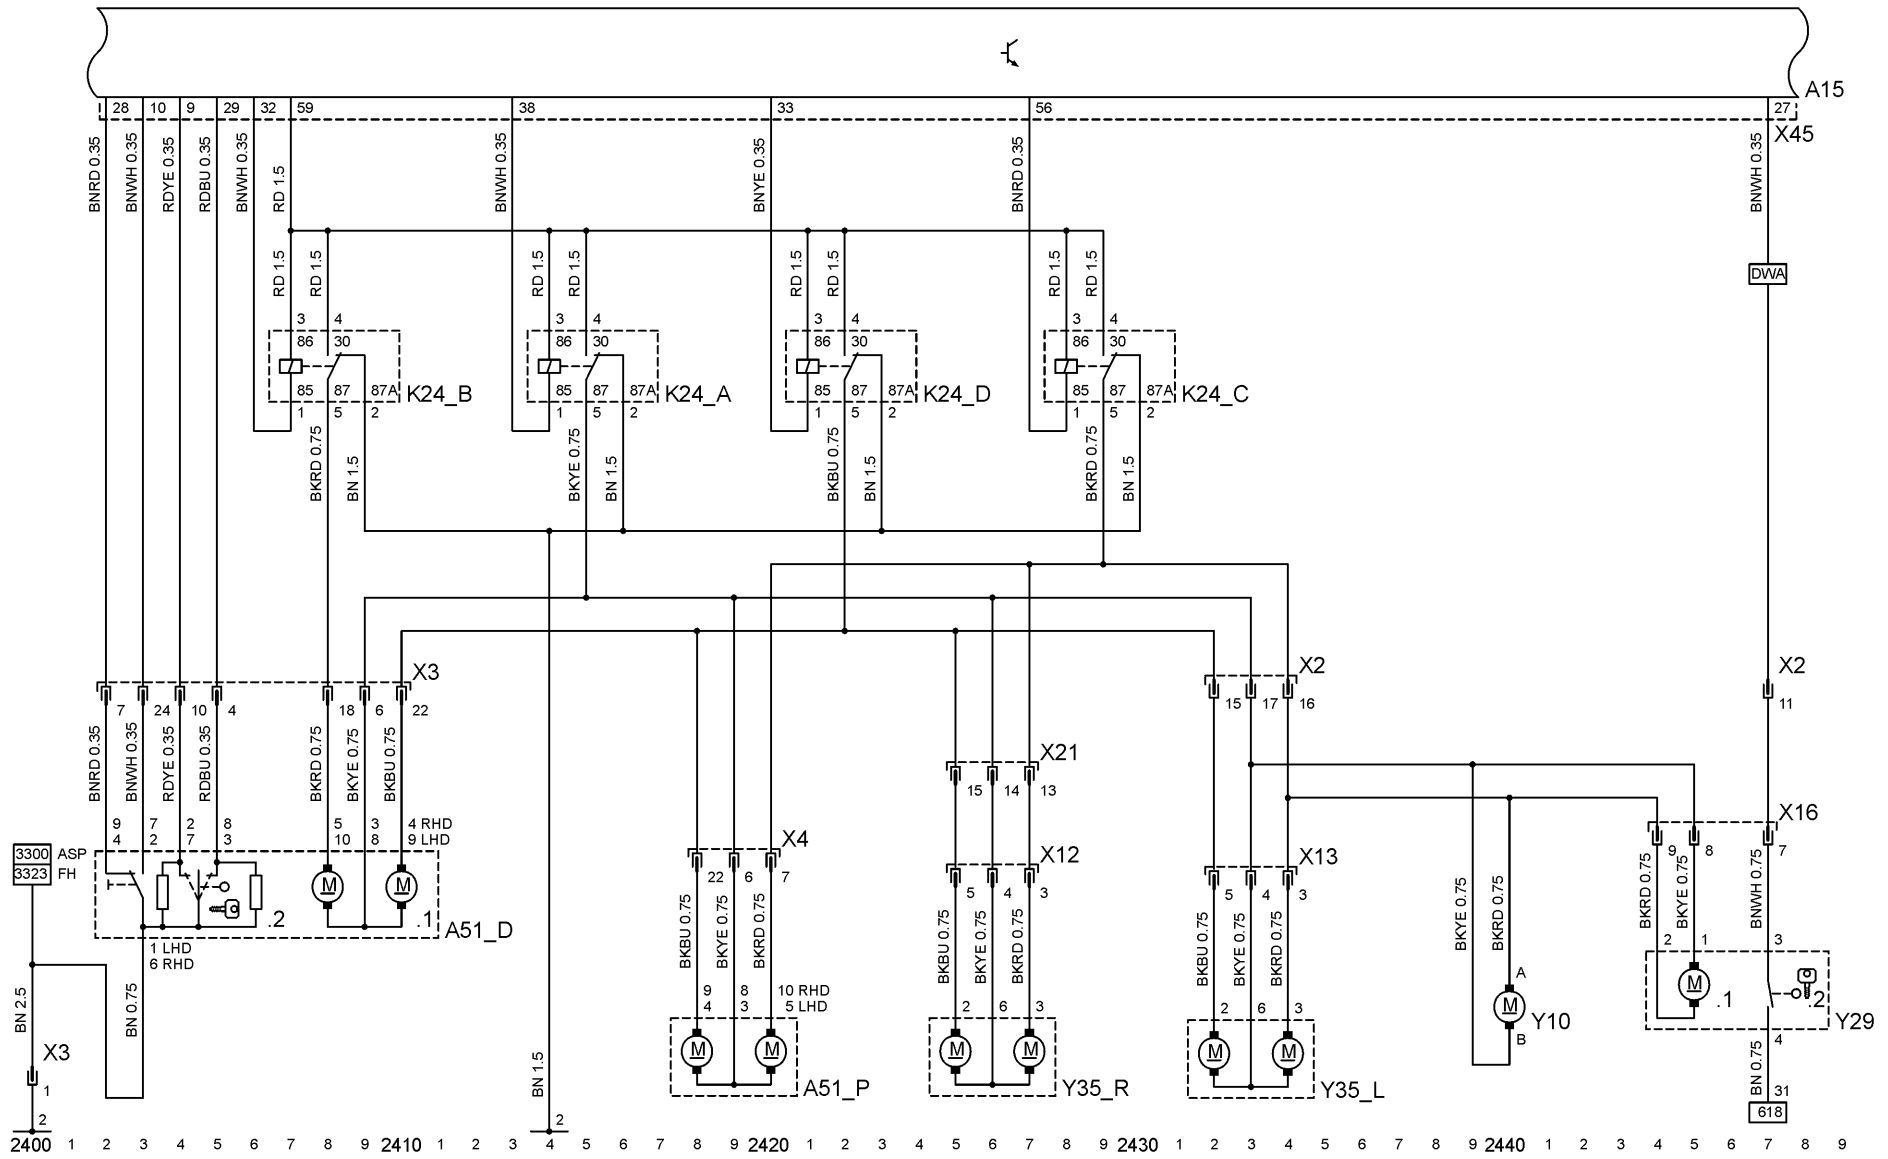 A15
28 10 9 29 32 59 38 33 56 27
X45
BNRD 0.35
BNWH 0.35
RDYE 0.35
RDBU 0.35
BNWH 0.35
RD 1.5
BNWH 0.35
BNYE 0.35
BNRD 0.35
BNWH 0.35
RD 1.5
RD 1.5
RD 1.5
RD 1.5
RD 1.5
RD 1.5
RD 1.5
RD 1.5
DWA
3 4 3 4 3 4 3 4
86 30 86 30 86 30 86 30
85 87 87A K24_B
85 87 87A K24_A
85 87 87A K24_D
85 87 87A K24_C
1 5 2 1 5 2 1 5 2 1 5 2
BKRD 0.75
BN 1.5
BKYE 0.75
BN 1.5
BKBU 0.75
BN 1.5
BKRD 0.75
BN 1.5
X3
X2
X2
7 24 10 4 18 6 22
15 17 16
11
BNRD 0.35
BNWH 0.35
RDYE 0.35
RDBU 0.35
BKRD 0.75
BKYE 0.75
BKBU 0.75
X21
15 14 13
9 7 2 8 5 3 4 RHD
4 2 7 3 10 8 9 LHD
X4
X12
X13
X16
22 6 7
5 4 3
5 4 3
9 8 7
3300 ASP
3323 FH
M M
.2 .1
A51_D
1 LHD
6 RHD
BN 2.5
BN 0.75
BKBU 0.75
BKYE 0.75
BKRD 0.75
BKBU 0.75
BKYE 0.75
BKRD 0.75
BKBU 0.75
BKYE 0.75
BKRD 0.75
BKYE 0.75
BKRD 0.75
BKRD 0.75
BKYE 0.75
BNWH 0.75
9 8 10 RHD
4 3 5 LHD
2 6 3
2 6 3
2 1 3
A
M
B
Y10
M
.1 .2
Y29
4
M M
A51_P
M M
Y35_R
M M
Y35_L
X3
1
2
BN 1.5
2
BN 0.75
31
618
2400 1 2 3 4 5 6 7 8 9 2410 1 2 3 4 5 6 7 8 9 2420 1 2 3 4 5 6 7 8 9 2430 1 2 3 4 5 6 7 8 9 2440 1 2 3 4 5 6 7 8 9